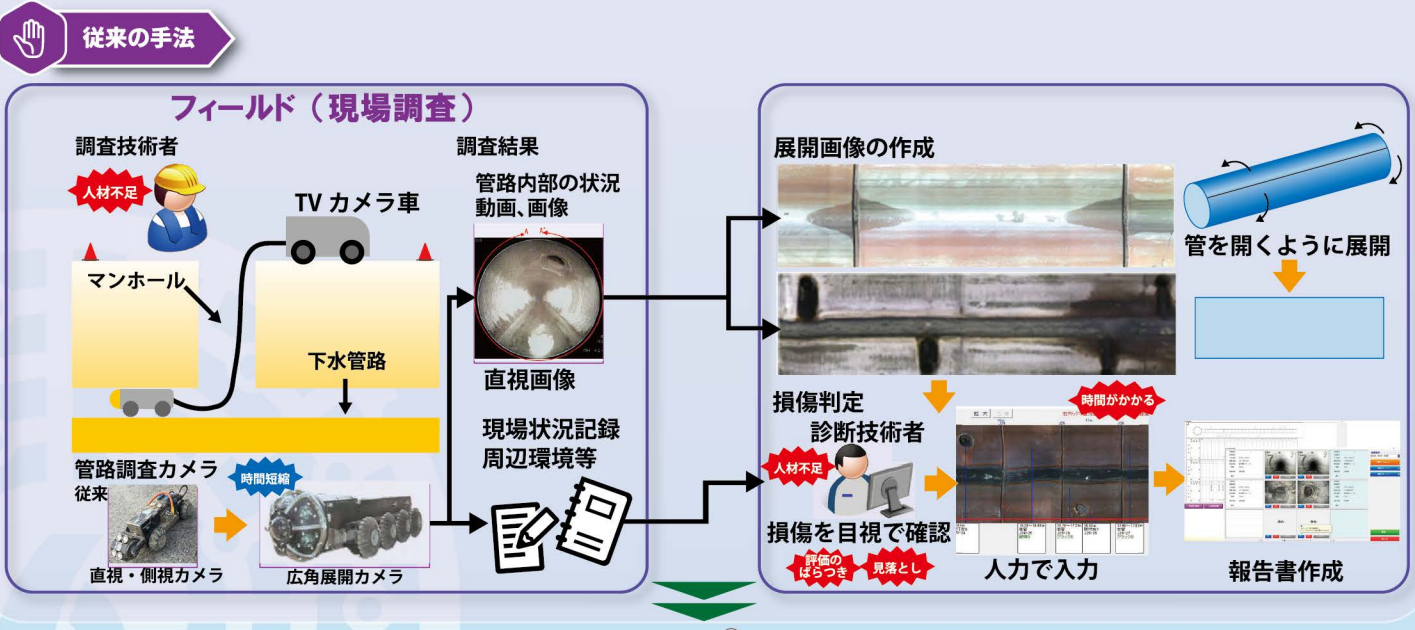 従来の手法
フィールド（現場調査）
調査技術者
人材不足
TVカメラ車
マンホール
下水管路
管路調査カメラ
従来
時間短縮
直視・側視カメラ
広角展開カメラ
調査結果
管路内部の状況
動画、画像
直視画像
現場状況記録
周辺環境等
展開画像の作成
管を開くように展開
損傷判定
診断技術者
人材不足
損傷を目視で確認
評価の
ばらつき
見落とし
時間がかかる
人力で入力
報告書作成